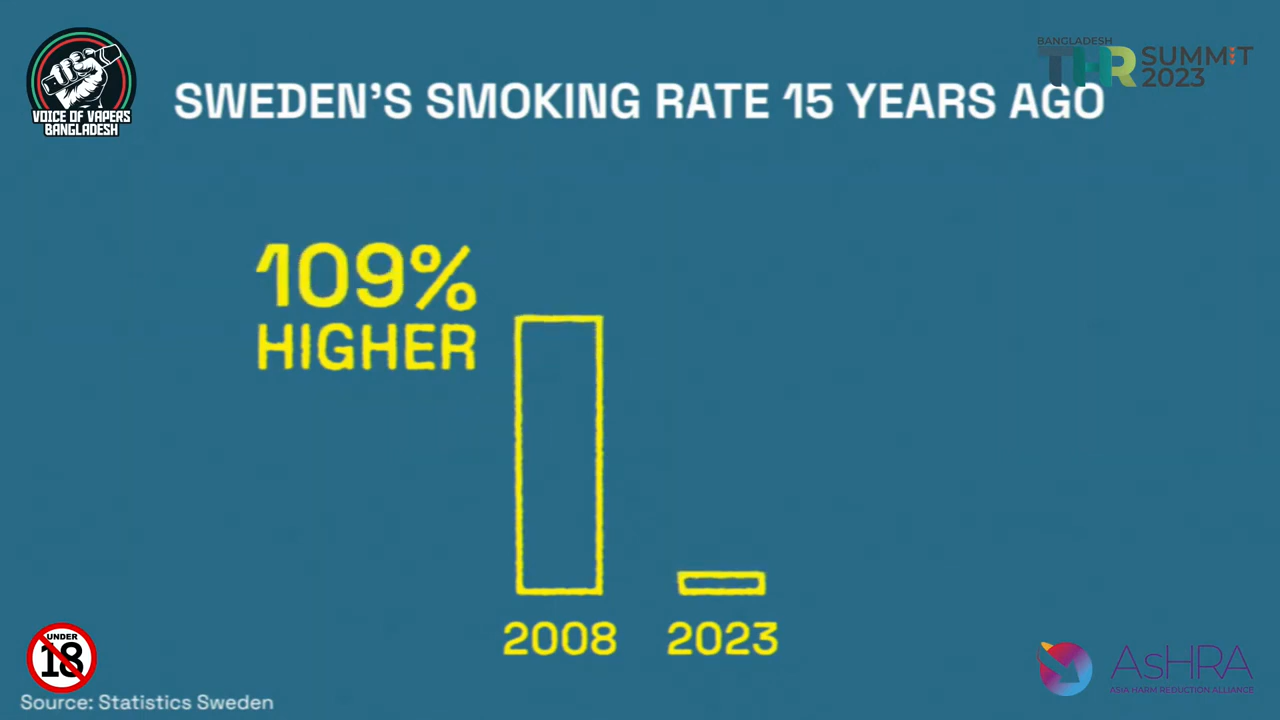 BANGLADESH
THR SUMMIT
2023
VOICE OF VAPERS
BANGLADESH
SWEDEN'S SMOKING RATE 15 YEARS AGO
109%
HIGHER
2008 2023
UNDER
18
Source: Statistics Sweden
AsHRA
ASIA HARM REDUCTION ALLIANCE